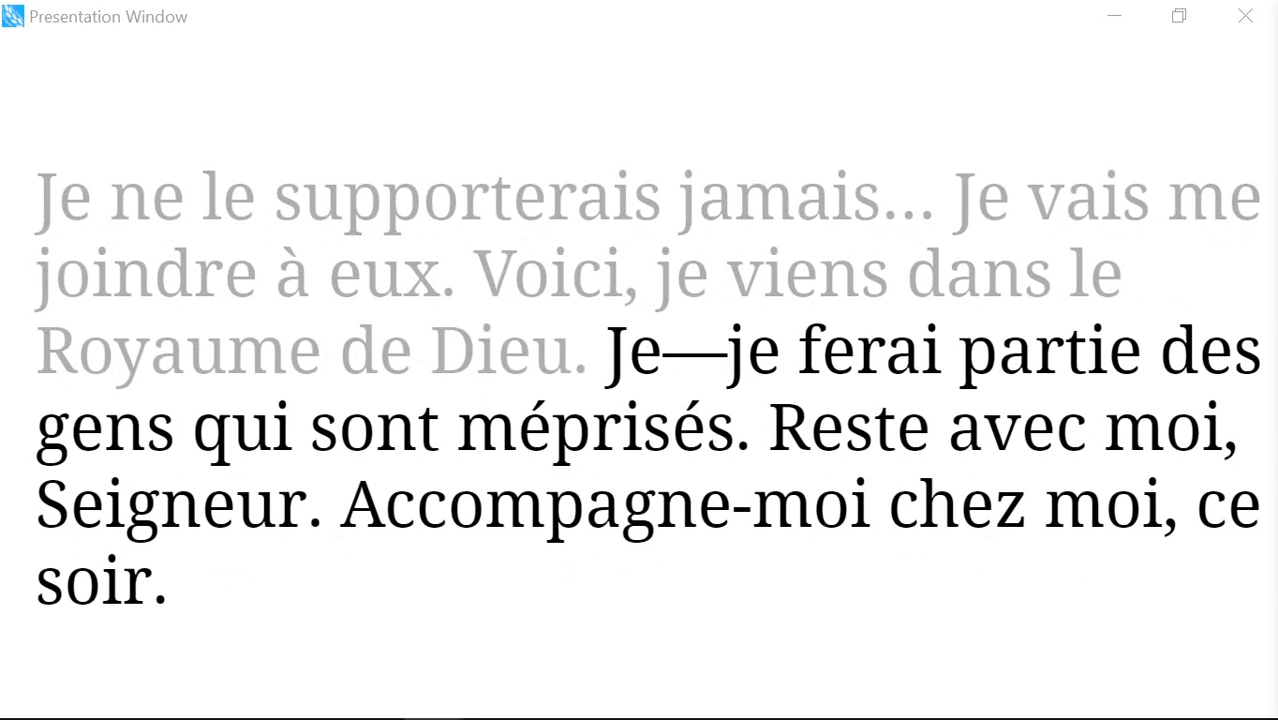 Presentation Window
Je ne le supporterais jamais... Je vais me
joindre à eux. Voici, je viens dans le
Royaume de Dieu. Je—je ferai partie des
gens qui sont méprisés. Reste avec moi,
Seigneur. Accompagne-moi chez moi, ce
soir.